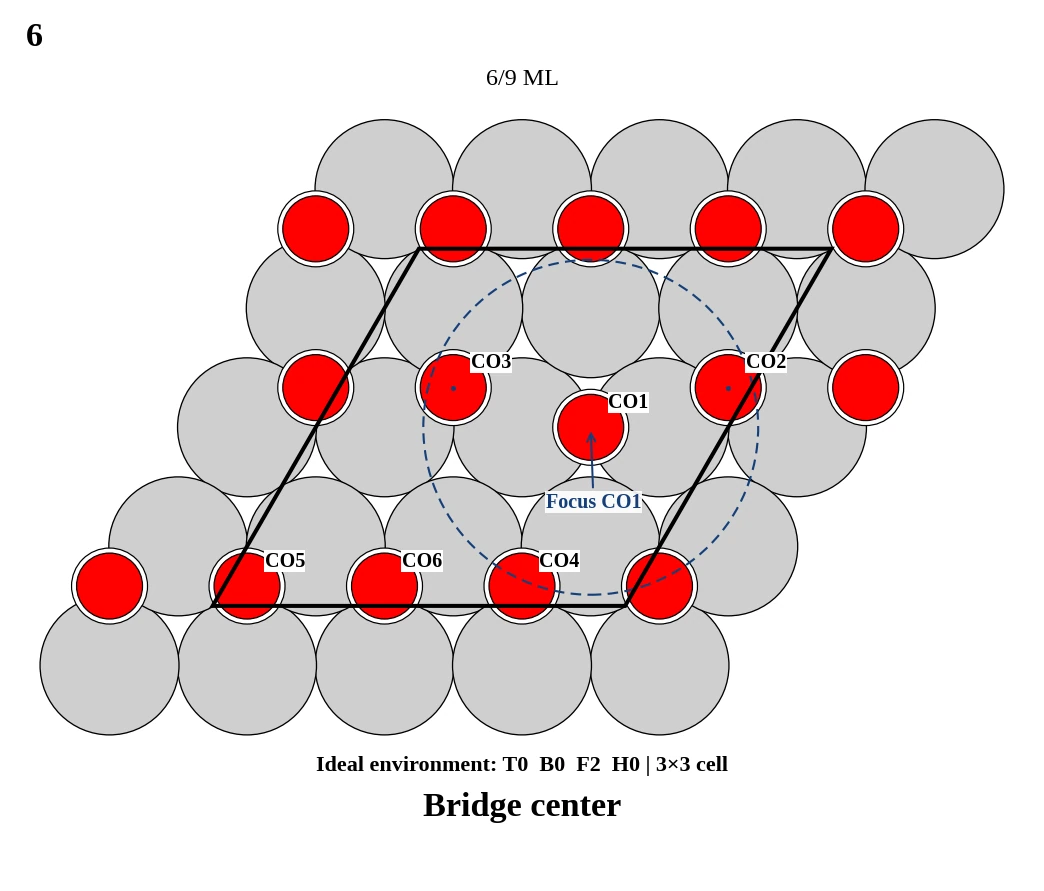 6
6/9 ML
CO3
CO2
CO1
Focus CO1
CO5
CO6
CO4
Ideal environment: T0  B0  F2  H0 | 3×3 cell
Bridge center